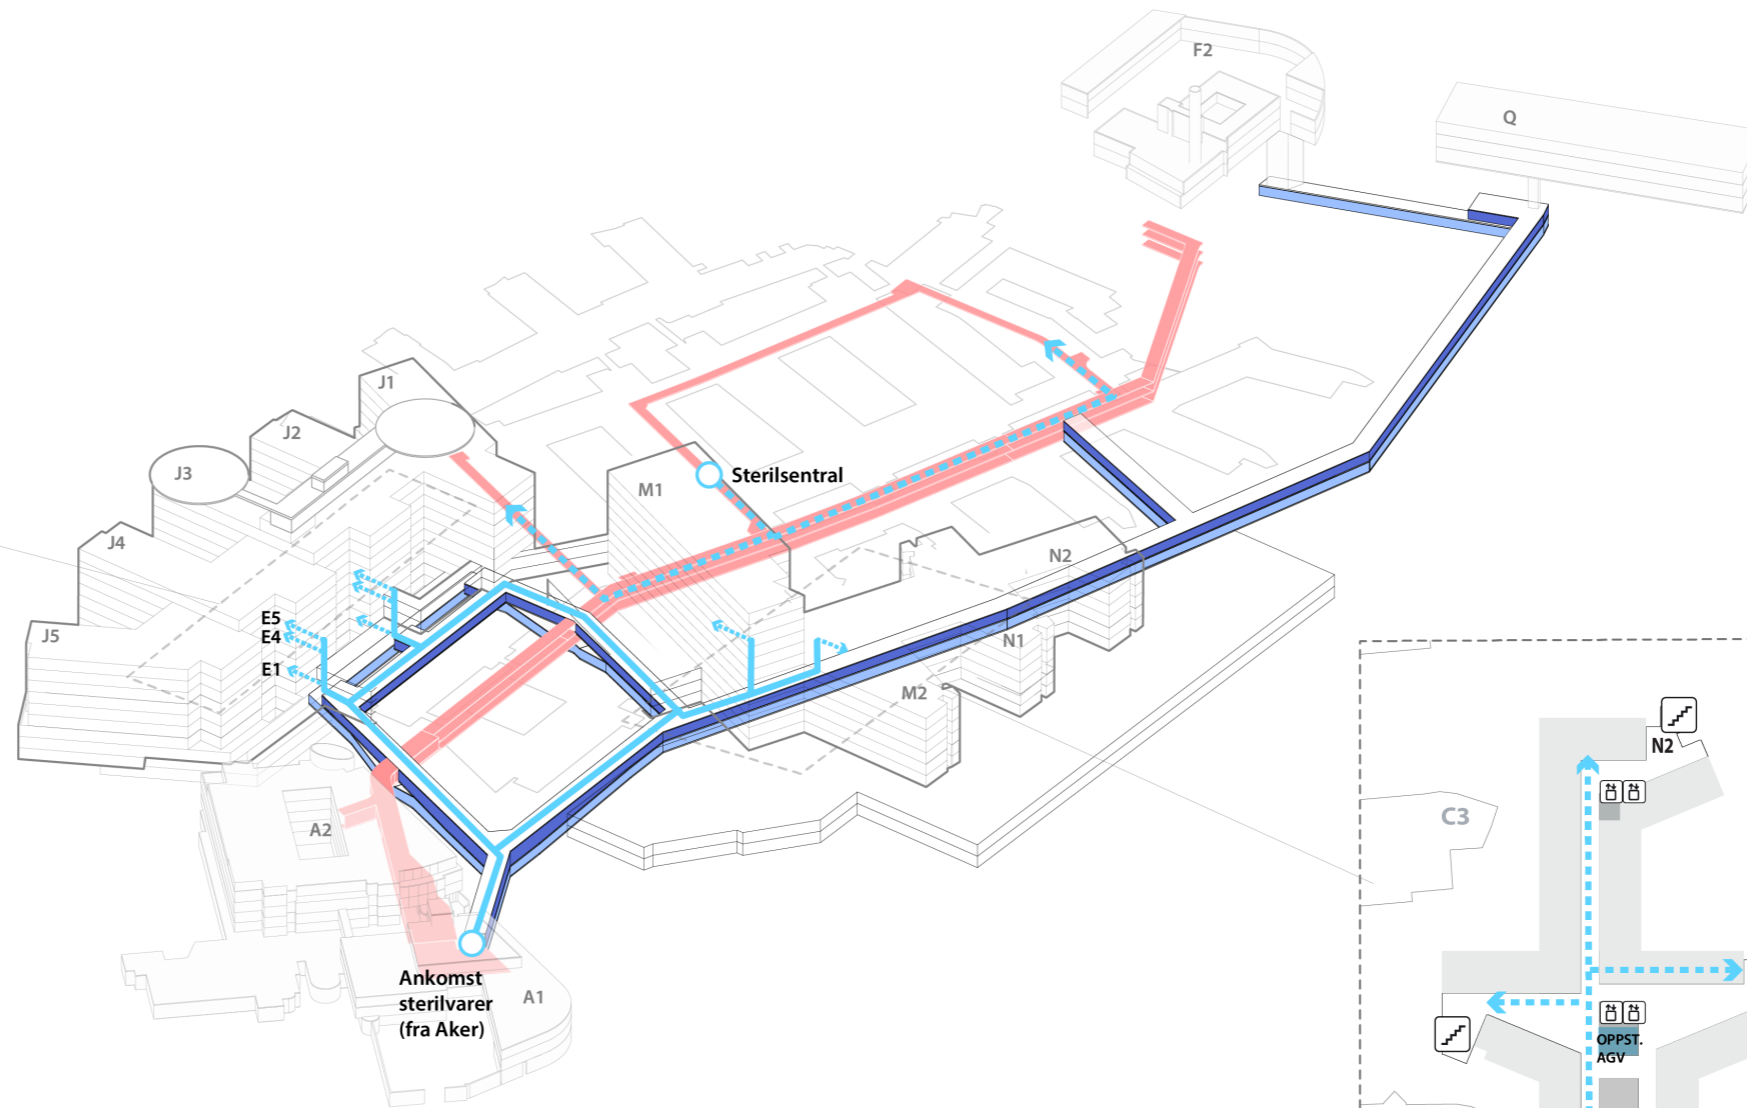 F2
Q
J1
J2
J3
Sterilsentral
M1
J4
N2
E5
E4
J5
N1
E1
M2
N2
A2
C3
Ankomst
sterilvarer
(fra Aker)
A1
OPPST.
AGV